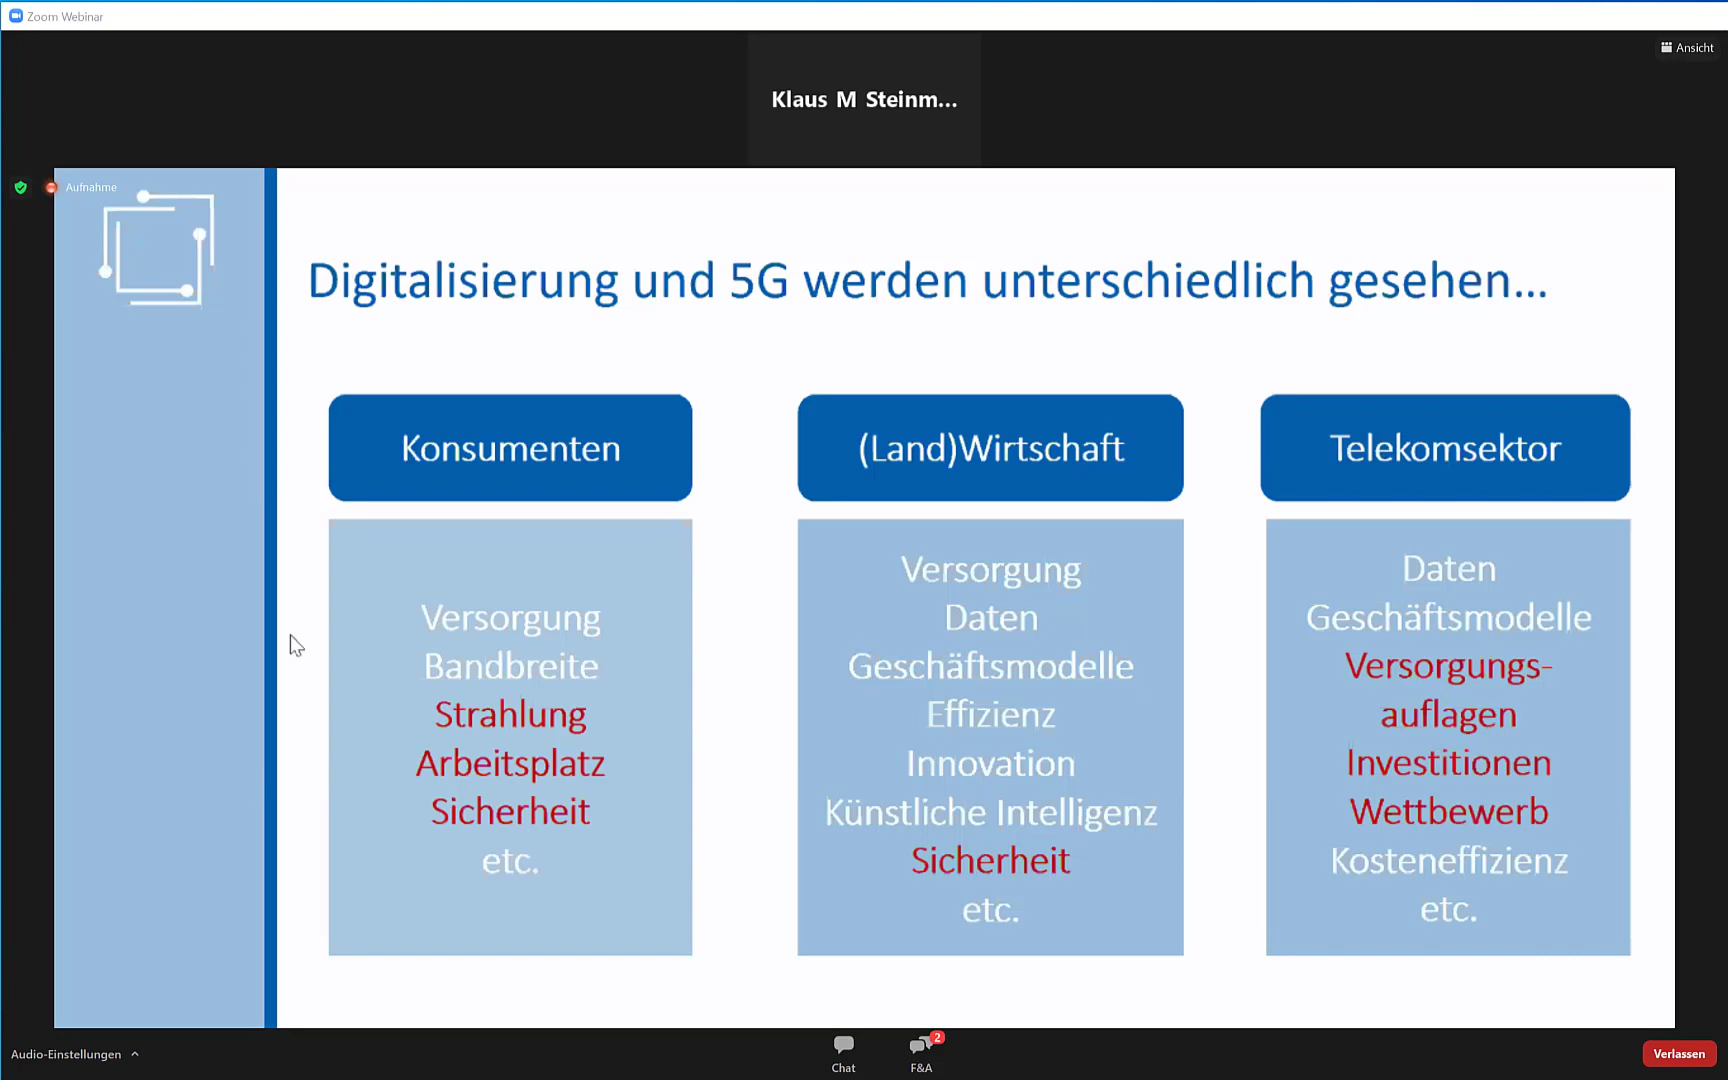 Zoom Webinar
Ansicht
Klaus M Steinm...
Aufnahme
Digitalisierung und 5G werden unterschiedlich gesehen...
Konsumenten
Versorgung
Bandbreite
Strahlung
Arbeitsplatz
Sicherheit
etc.
(Land)Wirtschaft
Versorgung
Daten
Geschäftsmodelle
Effizienz
Innovation
Künstliche Intelligenz
Sicherheit
etc.
Telekomsektor
Daten
Geschäftsmodelle
Versorgungs-
auflagen
Investitionen
Wettbewerb
Kosteneffizienz
etc.
Audio-Einstellungen
Chat
2
F&A
Verlassen